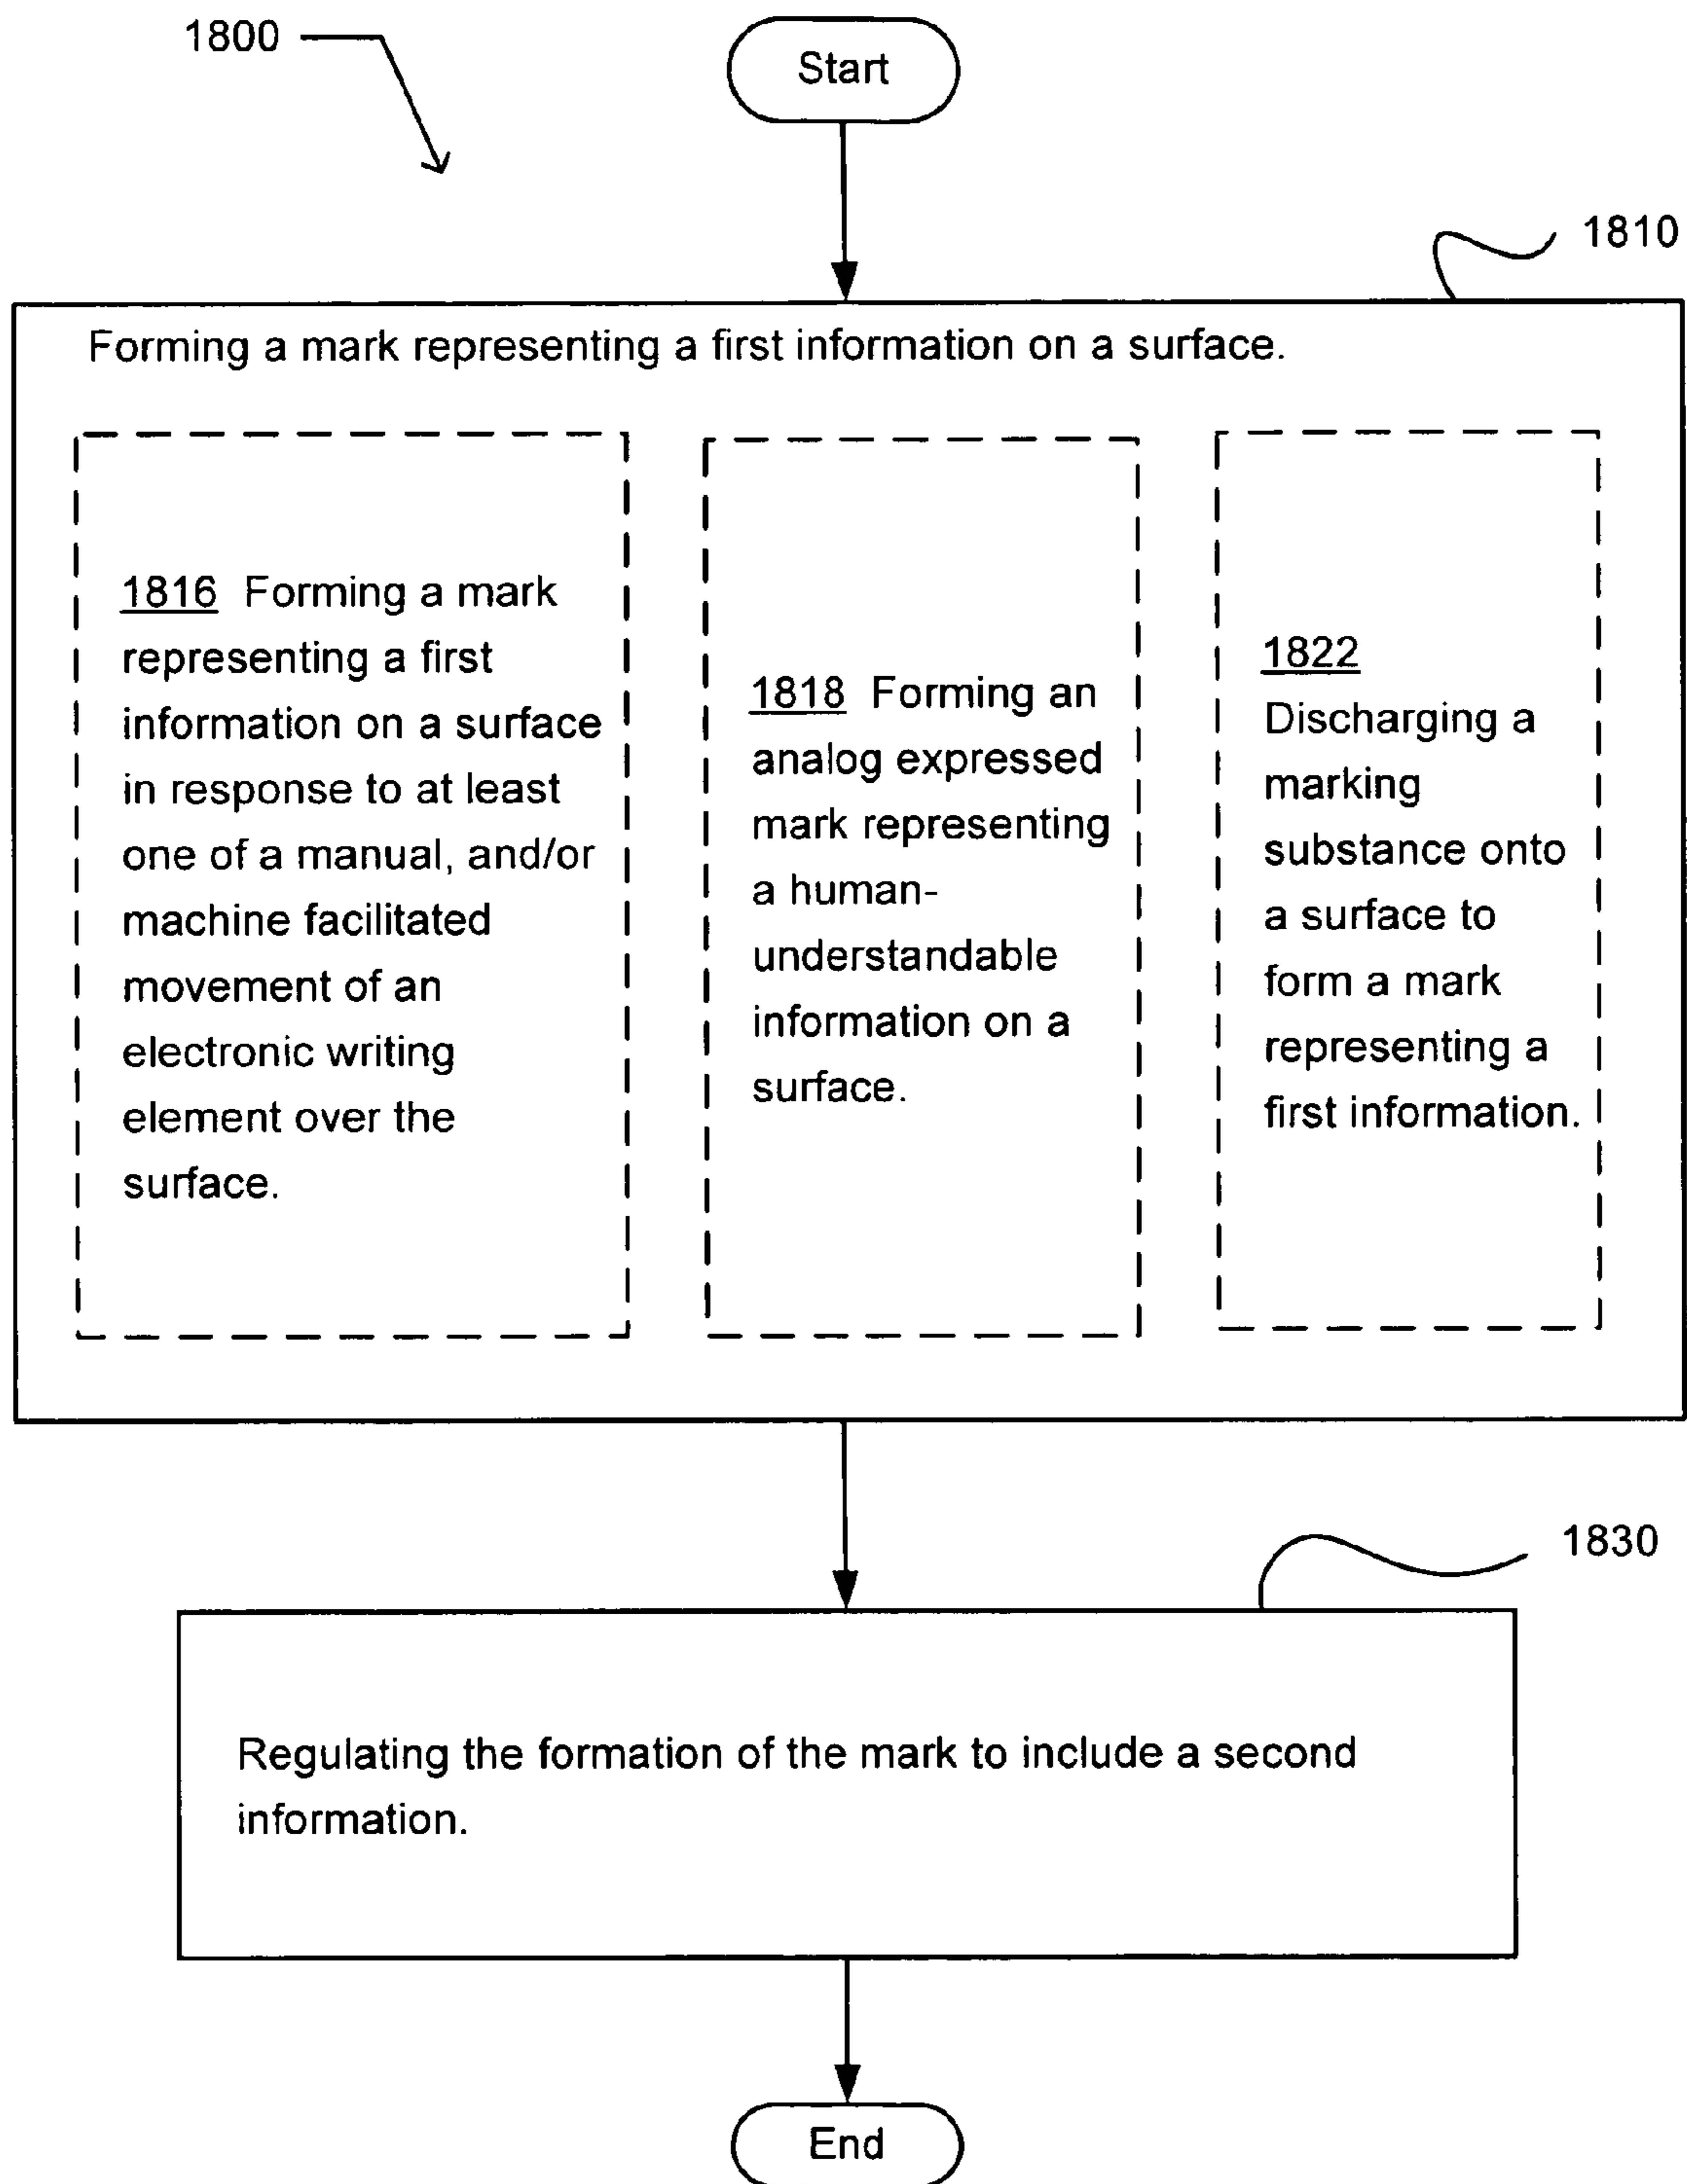 1800
Start
1810
Forming a mark representing a first information on a surface.
1816 Forming a mark
representing a first
information on a surface
in response to at least
one of a manual, and/or
machine facilitated
movement of an
electronic writing
element over the
surface.
1818 Forming an
analog expressed
mark representing
a human-
understandable
information on a
surface.
1822
Discharging a
marking
substance onto
a surface to
form a mark
representing a
first information.
1830
Regulating the formation of the mark to include a second
information.
End